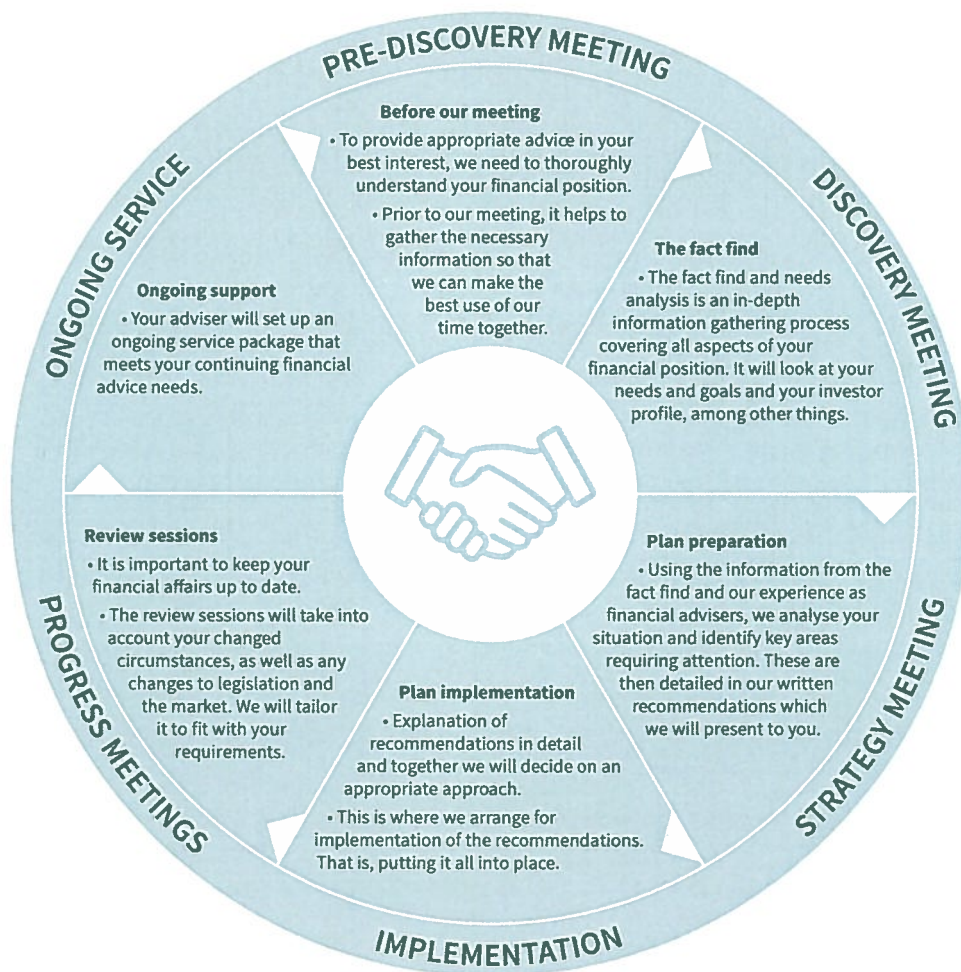 PRE-DISCOVERY MEETING
Before our meeting
• To provide appropriate advice in your
best interest, we need to thoroughly
understand your financial position.
• Prior to our meeting, it helps to
gather the necessary
information so that
we can make the
best use of our
time together.
DISCOVERY MEETING
The fact find
• The fact find and needs
analysis is an in-depth
information gathering process
covering all aspects of your
financial position. It will look at your
needs and goals and your investor
profile, among other things.
STRATEGY MEETING
Plan preparation
• Using the information from the
fact find and our experience as
financial advisers, we analyse your
situation and identify key areas
requiring attention. These are
then detailed in our written
recommendations which
we will present to you.
IMPLEMENTATION
Plan implementation
• Explanation of
recommendations in detail
and together we will decide on an
appropriate approach.
• This is where we arrange for
implementation of the recommendations.
That is, putting it all into place.
PROGRESS MEETINGS
Review sessions
• It is important to keep your
financial affairs up to date.
• The review sessions will take into
account your changed
circumstances, as well as any
changes to legislation and
the market. We will tailor
it to fit with your
requirements.
ONGOING SERVICE
Ongoing support
• Your adviser will set up an
ongoing service package that
meets your continuing financial
advice needs.